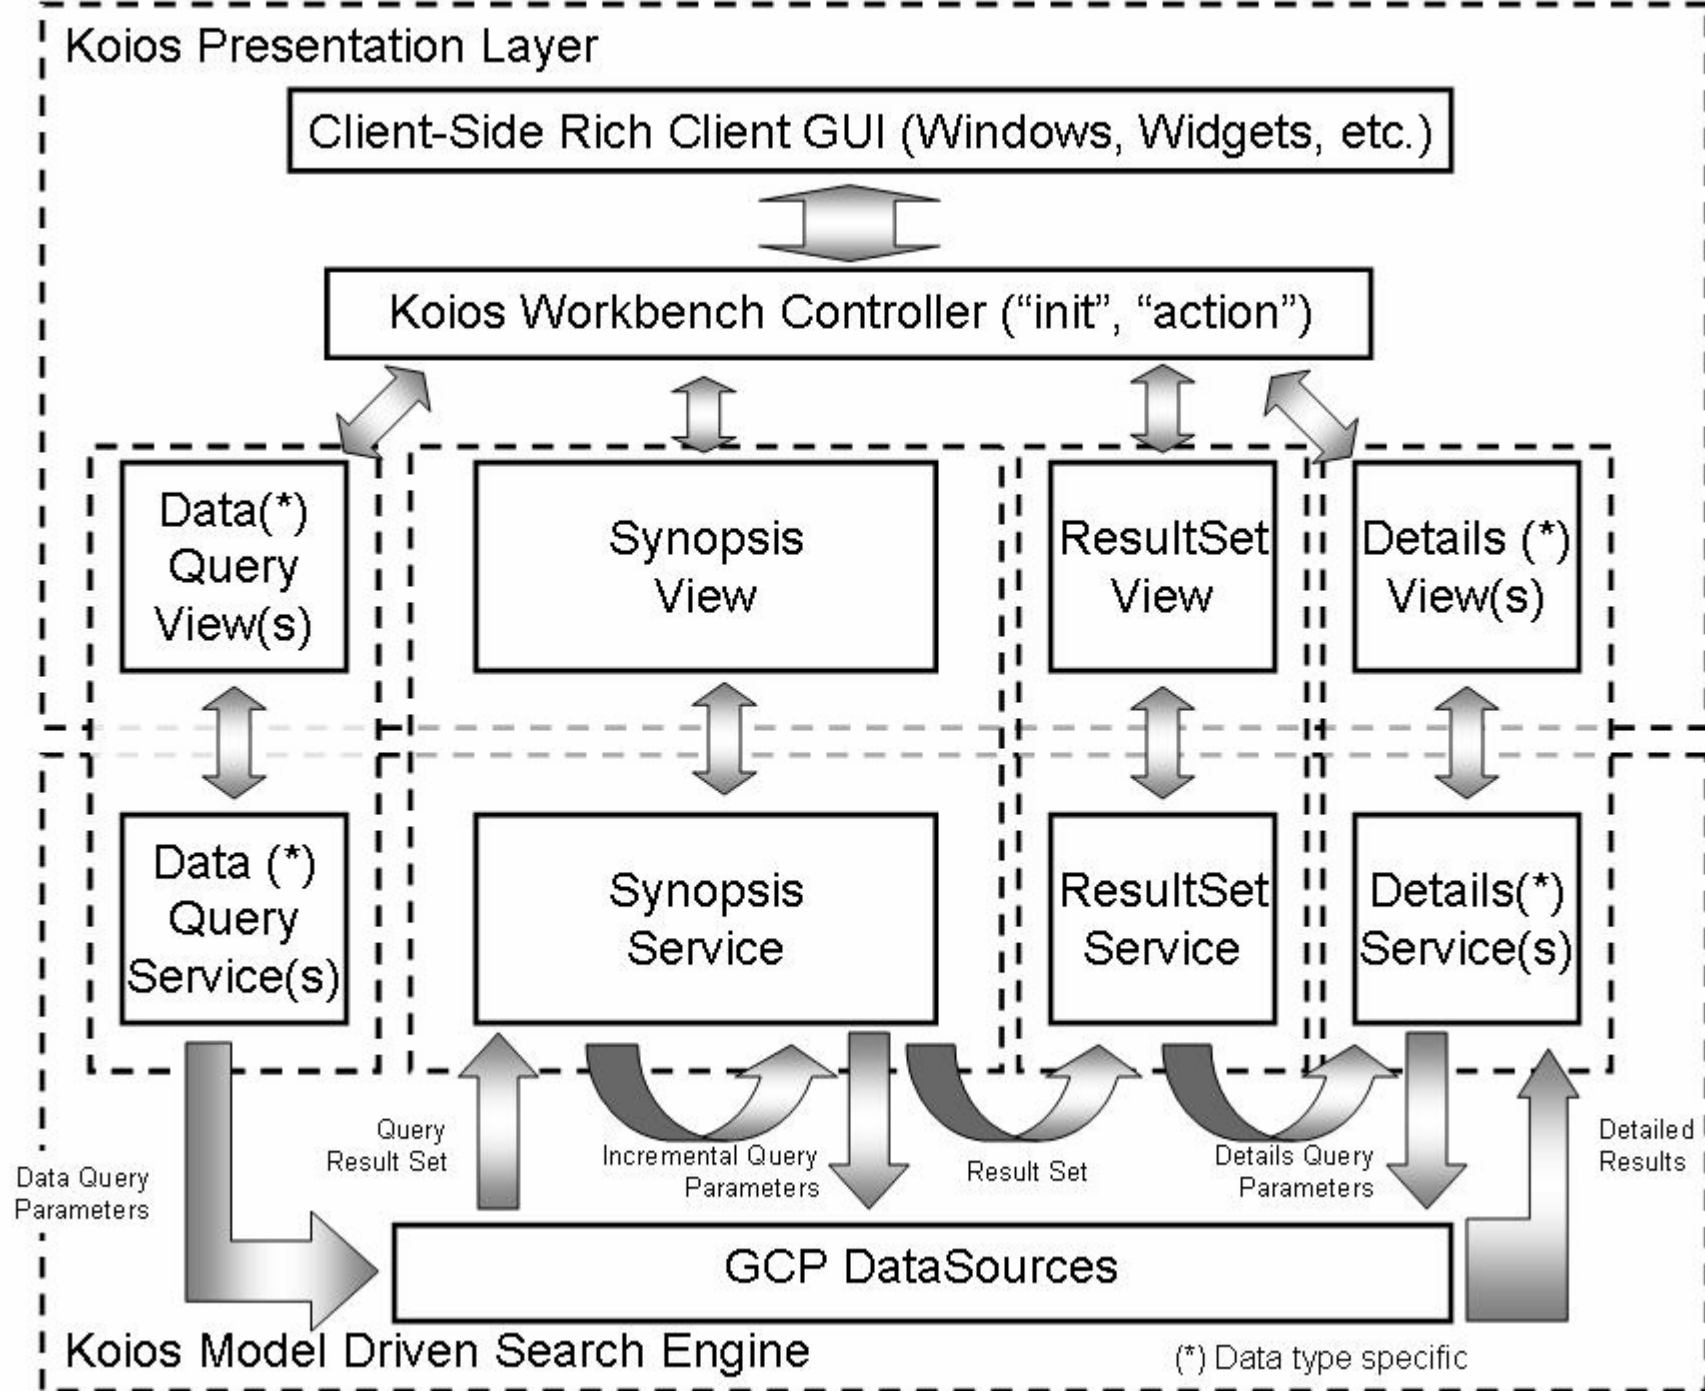 Koios Presentation Layer
Client-Side Rich Client GUI (Windows, Widgets, etc.)
Koios Workbench Controller (“init”, “action”)
Data(*)
Query
View(s)
Synopsis
View
ResultSet
View
Details (*)
View(s)
Data (*)
Query
Service(s)
Synopsis
Service
ResultSet
Service
Details(*)
Service(s)
Data Query
Parameters
Query
Result Set
Incremental Query
Parameters
Result Set
Details Query
Parameters
Detailed
Results
GCP DataSources
Koios Model Driven Search Engine
(*) Data type specific